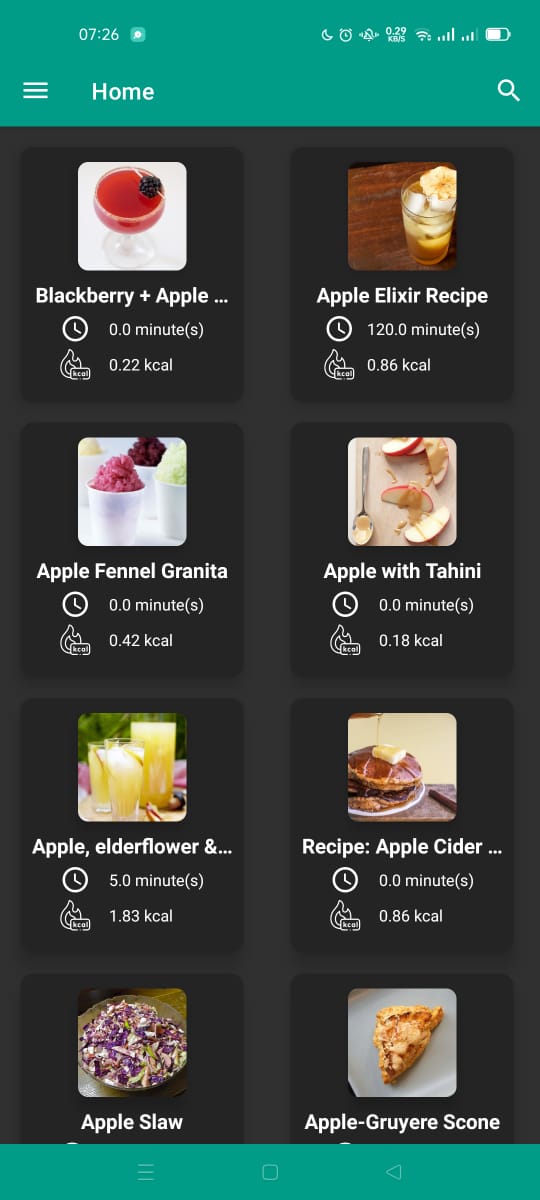 07:26
0.29
KB/S
Home
Blackberry + Apple ...
0.0 minute(s)
kcal
0.22 kcal
Apple Elixir Recipe
120.0 minute(s)
kcal
0.86 kcal
Apple Fennel Granita
0.0 minute(s)
kcal
0.42 kcal
Apple with Tahini
0.0 minute(s)
kcal
0.18 kcal
Apple, elderflower &...
5.0 minute(s)
kcal
1.83 kcal
Recipe: Apple Cider ...
0.0 minute(s)
kcal
0.86 kcal
Apple Slaw
Apple-Gruyere Scone